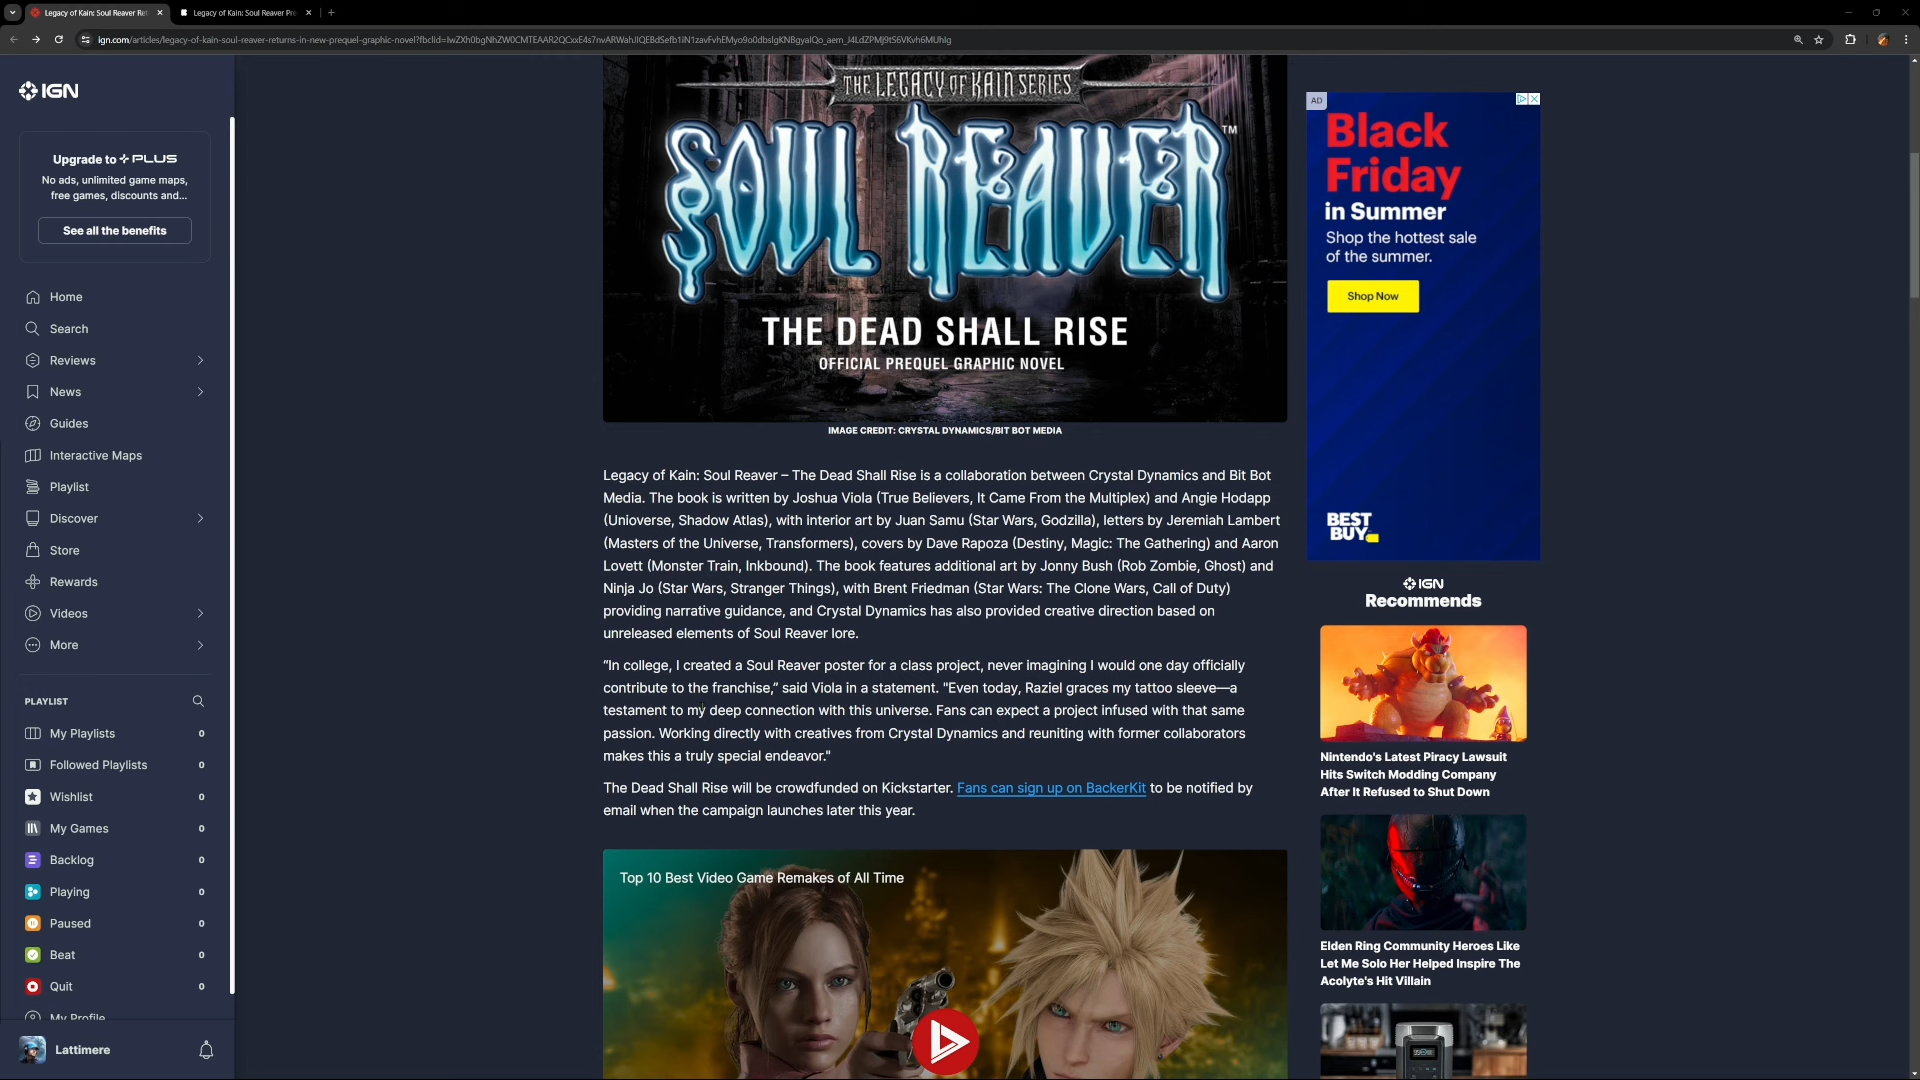 Legacy of Kain: Soul Reaver Ret
Legacy of Kain: Soul Reaver Pre
IGN
Upgrade to PLUS
No ads, unlimited game maps,
free games, discounts and...
See all the benefits
Home
Search
Reviews
News
Guides
Interactive Maps
Playlist
Discover
Store
Rewards
Videos
More
PLAYLIST
My Playlists 0
Followed Playlists 0
Wishlist 0
My Games 0
Backlog 0
Playing 0
Paused 0
Beat 0
Quit 0
My Profile
Lattimere
THE LEGACY OF KAIN SERIES
SOUL REAVER™
THE DEAD SHALL RISE
OFFICIAL PREQUEL GRAPHIC NOVEL
IMAGE CREDIT: CRYSTAL DYNAMICS/BIT BOT MEDIA
Legacy of Kain: Soul Reaver – The Dead Shall Rise is a collaboration between Crystal Dynamics and Bit Bot
Media. The book is written by Joshua Viola (True Believers, It Came From the Multiplex) and Angie Hodapp
(Unioverse, Shadow Atlas), with interior art by Juan Samu (Star Wars, Godzilla), letters by Jeremiah Lambert
(Masters of the Universe, Transformers), covers by Dave Rapoza (Destiny, Magic: The Gathering) and Aaron
Lovett (Monster Train, Inkbound). The book features additional art by Jonny Bush (Rob Zombie, Ghost) and
Ninja Jo (Star Wars, Stranger Things), with Brent Friedman (Star Wars: The Clone Wars, Call of Duty)
providing narrative guidance, and Crystal Dynamics has also provided creative direction based on
unreleased elements of Soul Reaver lore.
“In college, I created a Soul Reaver poster for a class project, never imagining I would one day officially
contribute to the franchise,” said Viola in a statement. "Even today, Raziel graces my tattoo sleeve—a
testament to my deep connection with this universe. Fans can expect a project infused with that same
passion. Working directly with creatives from Crystal Dynamics and reuniting with former collaborators
makes this a truly special endeavor."
The Dead Shall Rise will be crowdfunded on Kickstarter. Fans can sign up on BackerKit to be notified by
email when the campaign launches later this year.
Top 10 Best Video Game Remakes of All Time
AD
Black
Friday
in Summer
Shop the hottest sale
of the summer.
Shop Now
BEST
BUY
IGN
Recommends
Nintendo's Latest Piracy Lawsuit
Hits Switch Modding Company
After It Refused to Shut Down
Elden Ring Community Heroes Like
Let Me Solo Her Helped Inspire The
Acolyte's Hit Villain